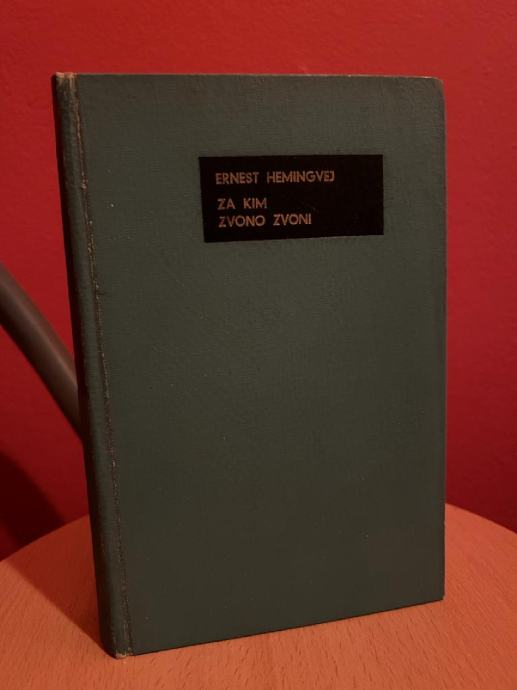 ERNEST HEMINGVEJ
ZA KIM
ZVONO ZVONI